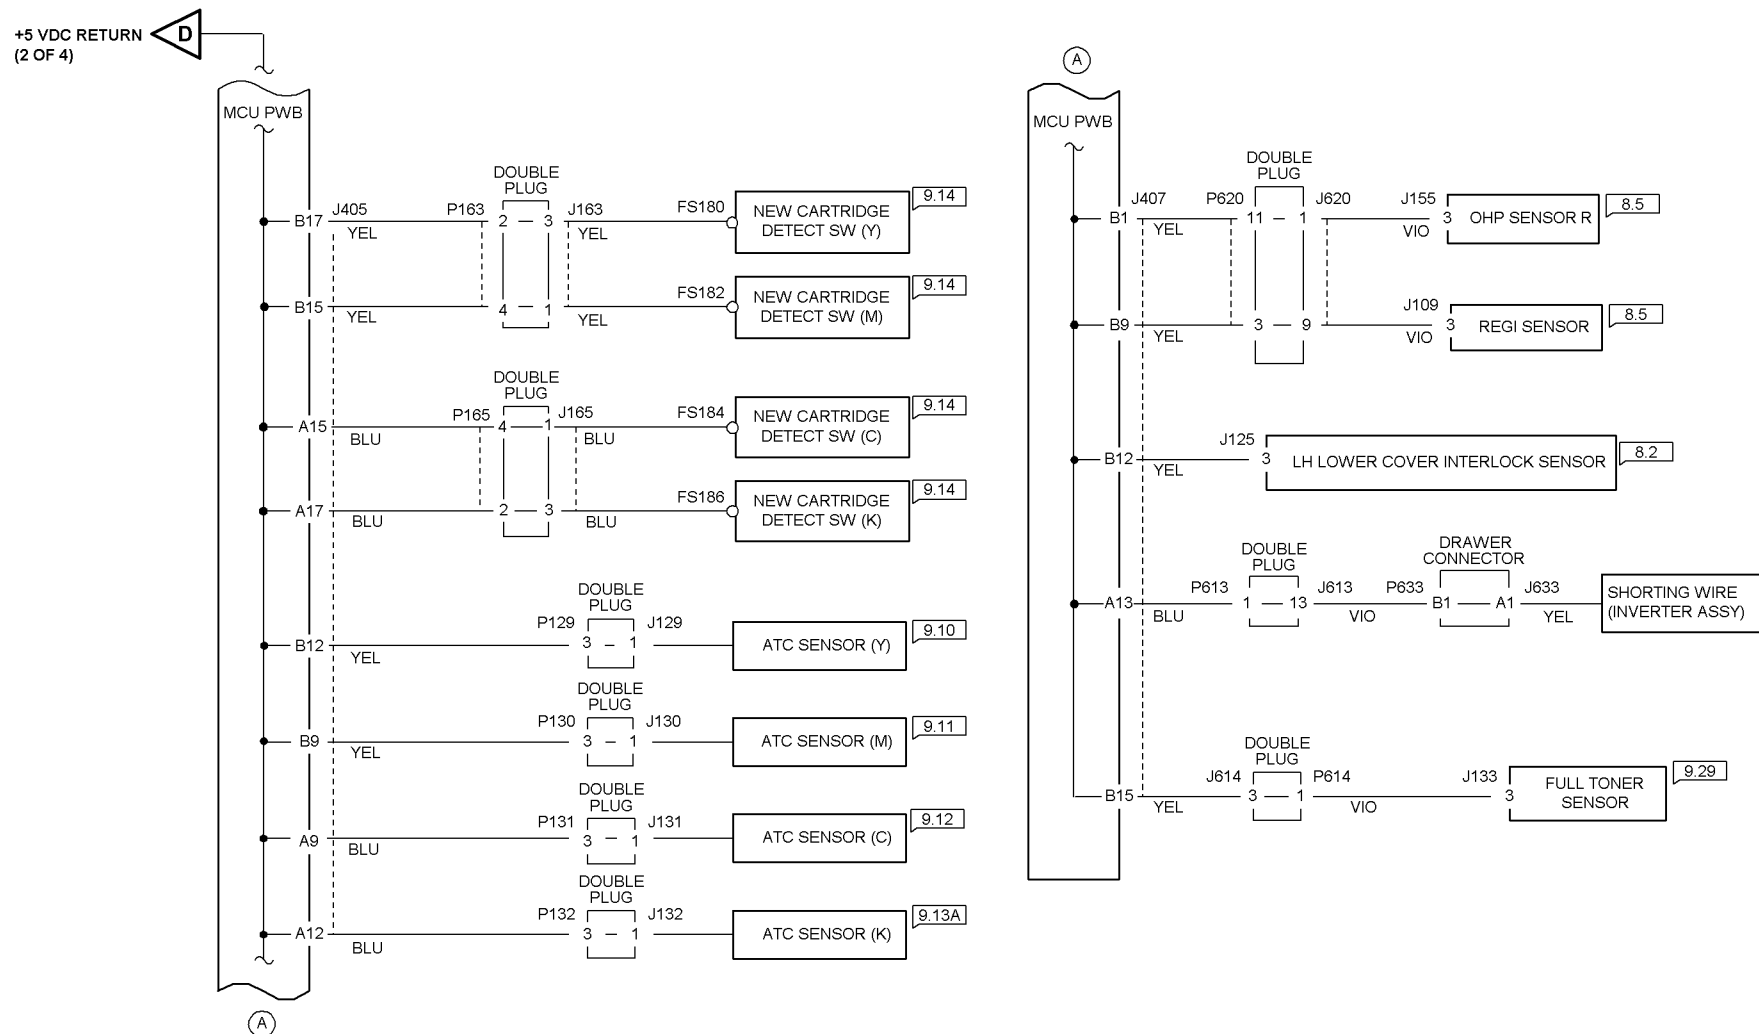 +5 VDC RETURN
(2 OF 4)
D
MCU PWB
DOUBLE
PLUG
B17 J405 YEL P163 2 – 3 J163 YEL FS180
NEW CARTRIDGE
DETECT SW (Y)
9.14
B15 YEL 4 – 1 YEL FS182
NEW CARTRIDGE
DETECT SW (M)
9.14
DOUBLE
PLUG
A15 BLU P165 4 – 1 J165 BLU FS184
NEW CARTRIDGE
DETECT SW (C)
9.14
A17 BLU 2 – 3 BLU FS186
NEW CARTRIDGE
DETECT SW (K)
9.14
DOUBLE
PLUG
B12 YEL P129 3 – 1 J129
ATC SENSOR (Y)
9.10
DOUBLE
PLUG
B9 YEL P130 3 – 1 J130
ATC SENSOR (M)
9.11
DOUBLE
PLUG
A9 BLU P131 3 – 1 J131
ATC SENSOR (C)
9.12
DOUBLE
PLUG
A12 BLU P132 3 – 1 J132
ATC SENSOR (K)
9.13A
A
A
MCU PWB
DOUBLE
PLUG
B1 J407 YEL P620 11 – 1 J620 VIO J155 3
OHP SENSOR R
8.5
B9 YEL 3 – 9 VIO J109 3
REGI SENSOR
8.5
B12 YEL J125 3
LH LOWER COVER INTERLOCK SENSOR
8.2
DOUBLE
PLUG
DRAWER
CONNECTOR
A13 BLU P613 1 – 13 J613 VIO P633 B1 – A1 J633 YEL
SHORTING WIRE
(INVERTER ASSY)
DOUBLE
PLUG
B15 YEL J614 3 – 1 P614 VIO J133 3
FULL TONER
SENSOR
9.29